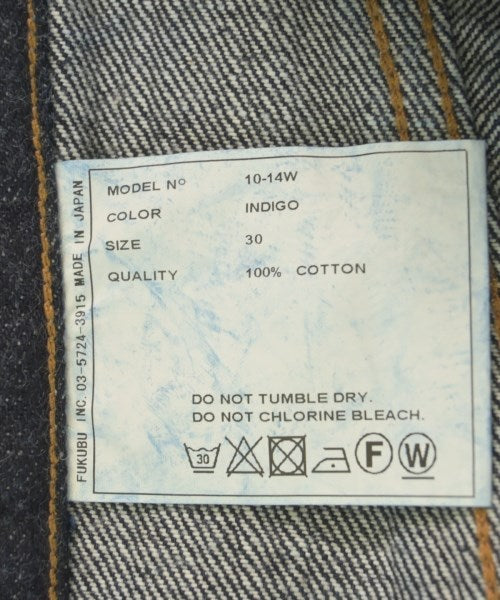 MODEL Nº 10-14W
COLOR INDIGO
SIZE 30
QUALITY 100% COTTON
DO NOT TUMBLE DRY.
DO NOT CHLORINE BLEACH.
30 F W
FUKUBU INC. 03-5724-3915 MADE IN JAPAN